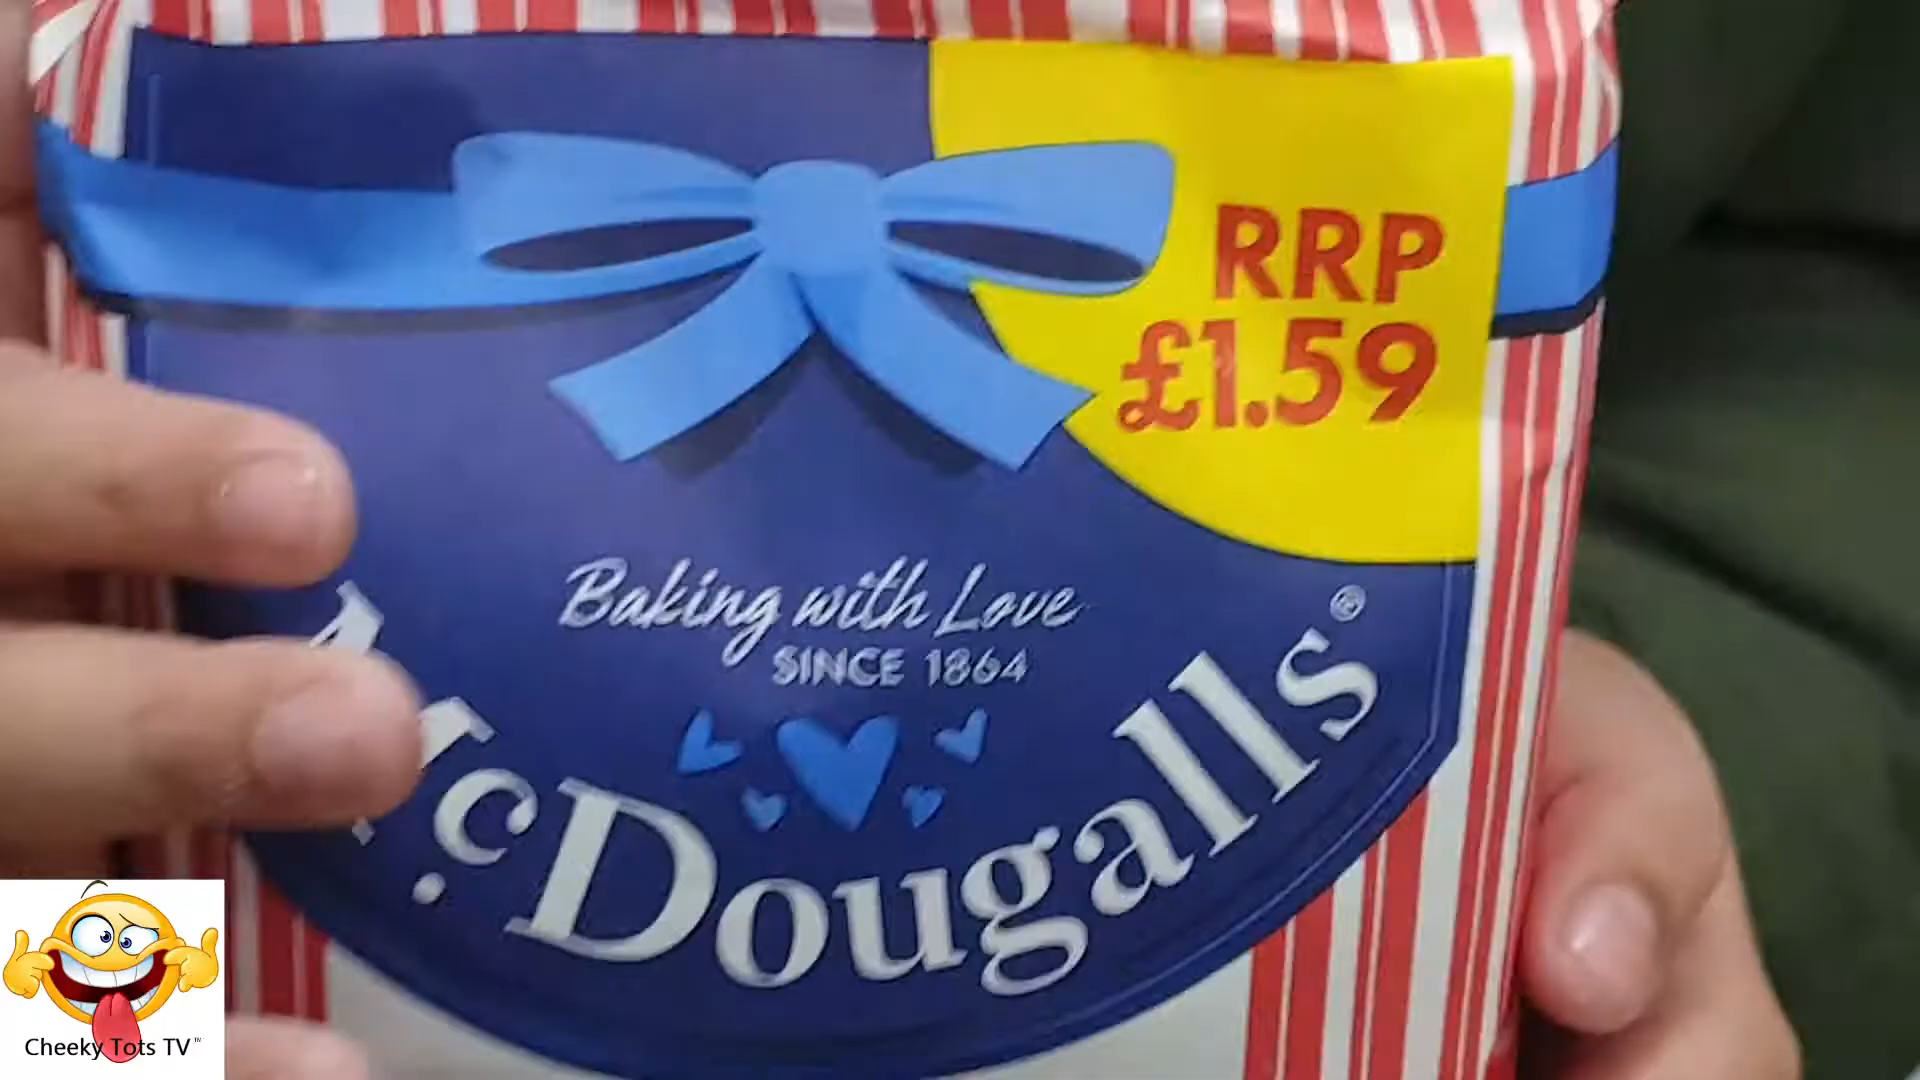 RRP
£1.59
Baking with Love
SINCE 1864
McDougalls®
Cheeky Tots TV™